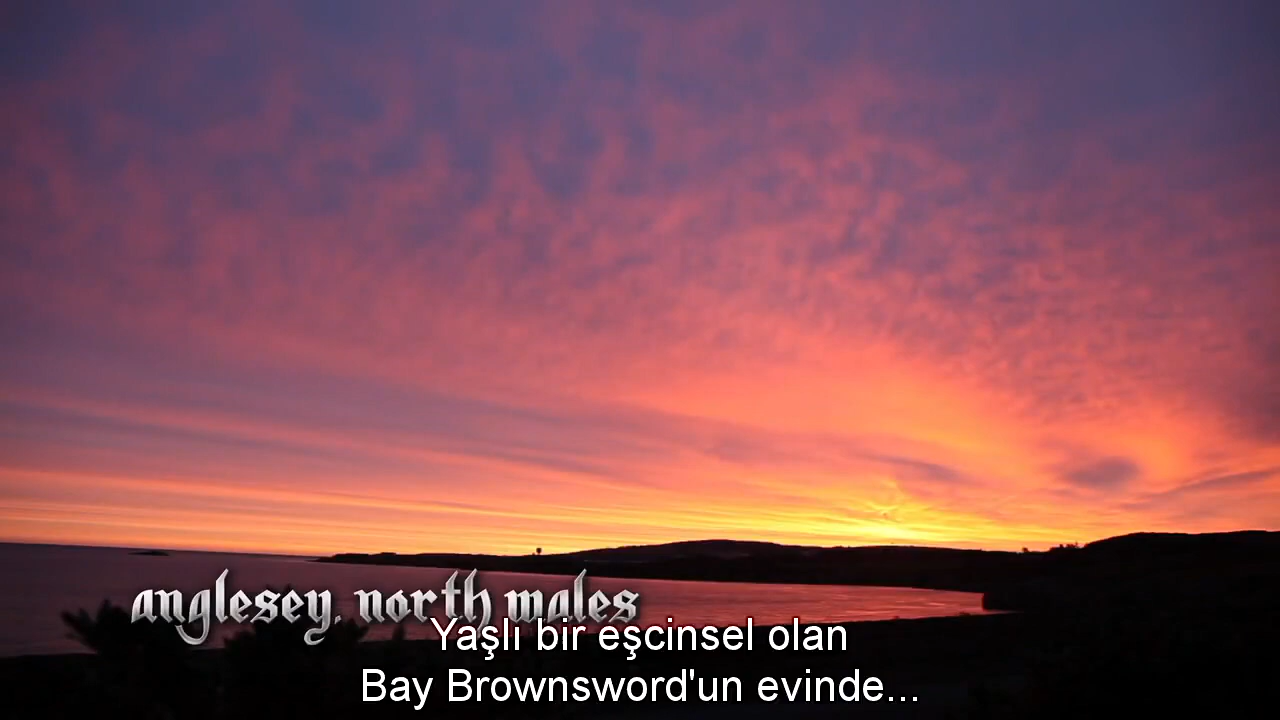 anglesey, north wales
Yaşlı bir eşcinsel olan
Bay Brownsword'un evinde...